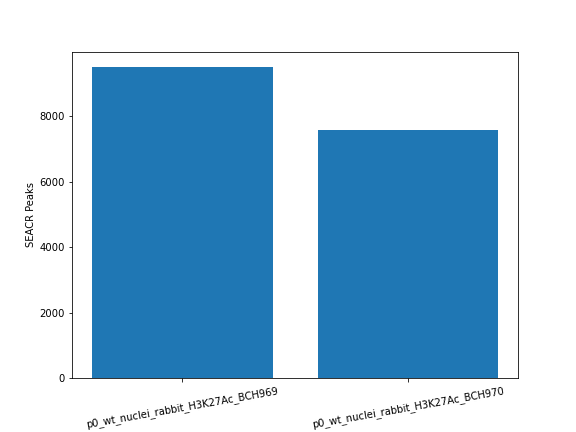 8000
6000
4000
2000
0
SEACR Peaks
p0_wt_nuclei_rabbit_H3K27Ac_BCH969
p0_wt_nuclei_rabbit_H3K27Ac_BCH970